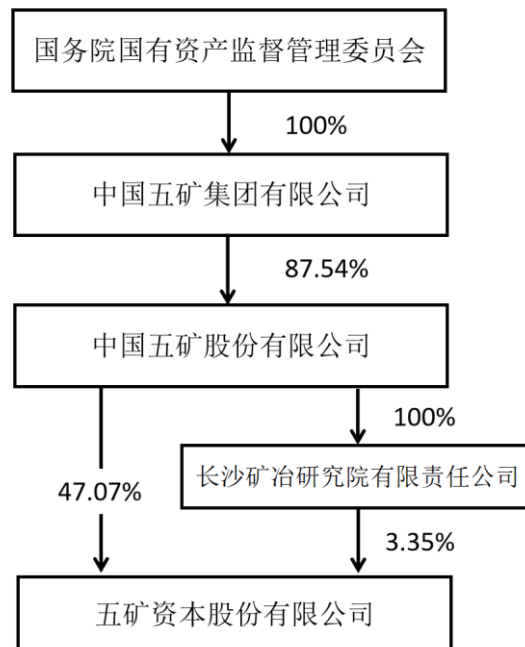 国务院国有资产监督管理委员会
100%
中国五矿集团有限公司
87.54%
中国五矿股份有限公司
100%
47.07%
长沙矿冶研究院有限责任公司
3.35%
五矿资本股份有限公司